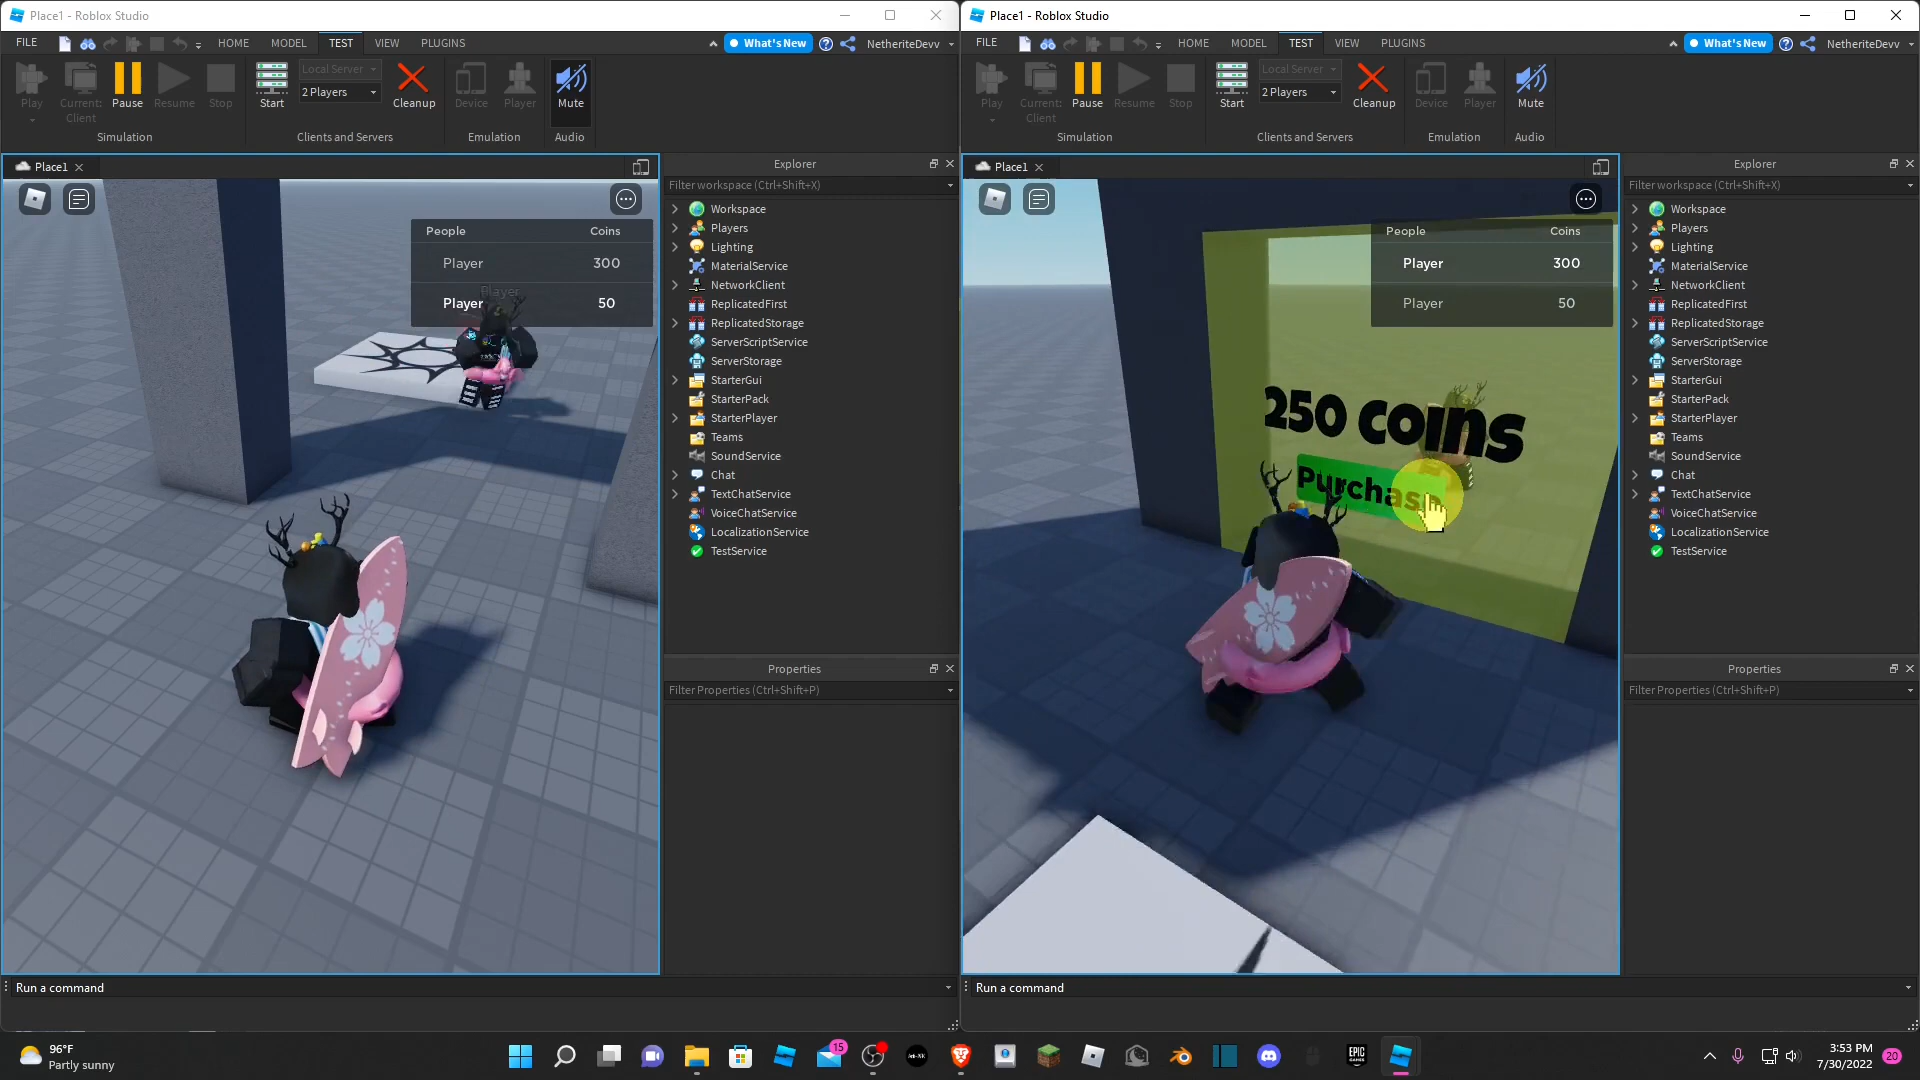 Place1 - Roblox Studio
FILE HOME MODEL TEST VIEW PLUGINS What's New NetheriteDevv
Play Current: Client Pause Resume Stop Start Local Server 2 Players Cleanup Device Player Mute
Simulation Clients and Servers Emulation Audio
Place1
People Coins
Player 300
Player 50
Player
Explorer
Filter workspace (Ctrl+Shift+X)
Workspace
Players
Lighting
MaterialService
NetworkClient
ReplicatedFirst
ReplicatedStorage
ServerScriptService
ServerStorage
StarterGui
StarterPack
StarterPlayer
Teams
SoundService
Chat
TextChatService
VoiceChatService
LocalizationService
TestService
Properties
Filter Properties (Ctrl+Shift+P)
Run a command
Place1 - Roblox Studio
FILE HOME MODEL TEST VIEW PLUGINS What's New NetheriteDevv
Play Current: Client Pause Resume Stop Start Local Server 2 Players Cleanup Device Player Mute
Simulation Clients and Servers Emulation Audio
Place1
People Coins
Player 300
Player 50
250 coins
Purchase
Explorer
Filter workspace (Ctrl+Shift+X)
Workspace
Players
Lighting
MaterialService
NetworkClient
ReplicatedFirst
ReplicatedStorage
ServerScriptService
ServerStorage
StarterGui
StarterPack
StarterPlayer
Teams
SoundService
Chat
TextChatService
VoiceChatService
LocalizationService
TestService
Properties
Filter Properties (Ctrl+Shift+P)
Run a command
96°F
Partly sunny
15
EPIC GAMES
3:53 PM
7/30/2022
20